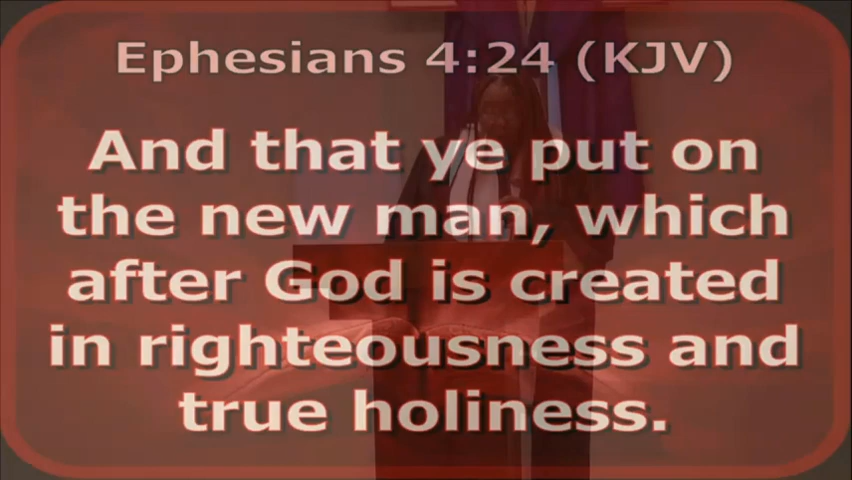 Ephesians 4:24 (KJV)
And that ye put on
the new man, which
after God is created
in righteousness and
true holiness.